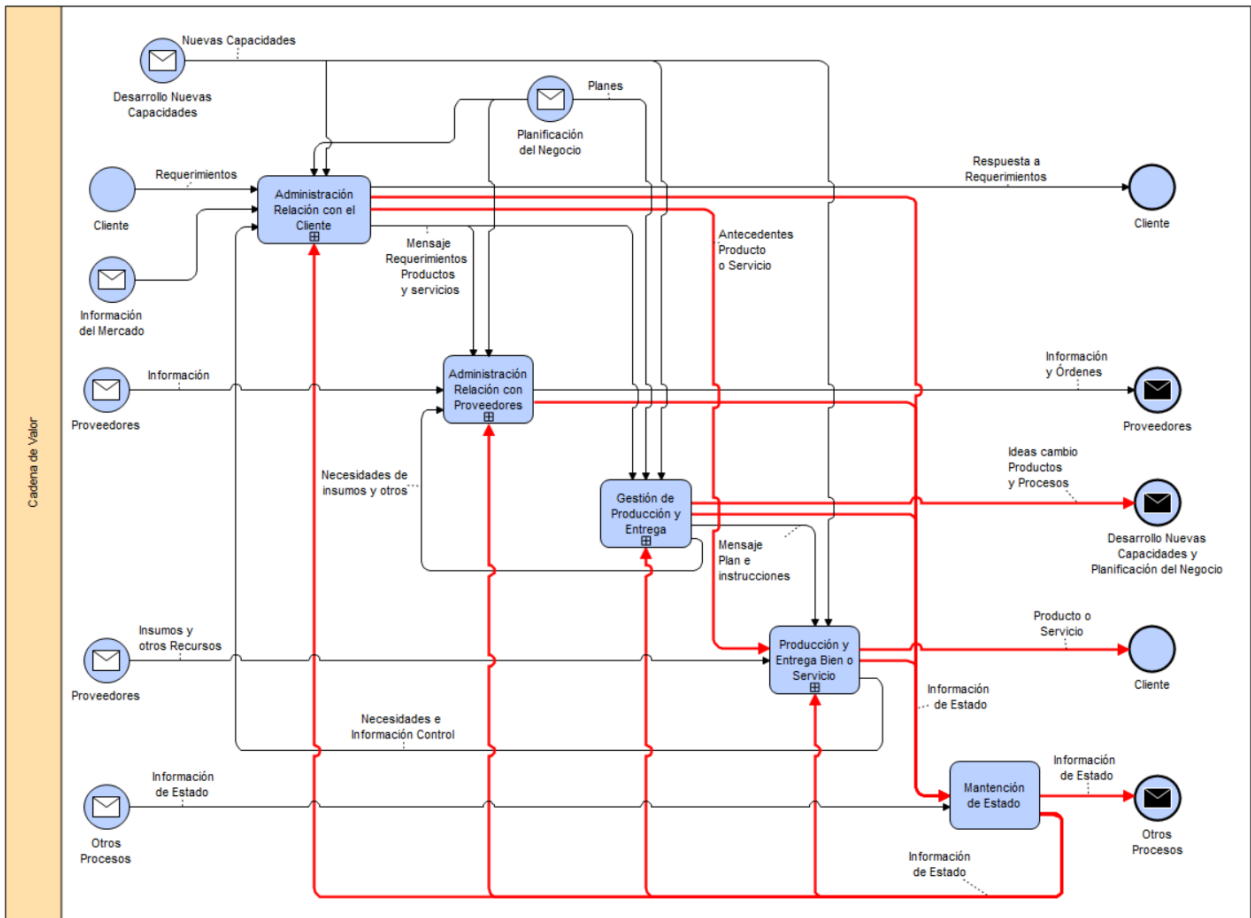 Cadena de Valor
Nuevas Capacidades
Desarrollo Nuevas
Capacidades
Planes
Planificación
del Negocio
Requerimientos
Cliente
Administración
Relación con el
Cliente
Respuesta a
Requerimientos
Cliente
Mensaje
Requerimientos
Productos
y servicios
Antecedentes
Producto
o Servicio
Información
del Mercado
Información
Proveedores
Administración
Relación con
Proveedores
Información
y Órdenes
Proveedores
Necesidades de
insumos y otros
Gestión de
Producción y
Entrega
Ideas cambio
Productos
y Procesos
Desarrollo Nuevas
Capacidades y
Planificación del Negocio
Mensaje
Plan e
instrucciones
Insumos y
otros Recursos
Proveedores
Producción y
Entrega Bien o
Servicio
Producto o
Servicio
Cliente
Necesidades e
Información Control
Información
de Estado
Información
de Estado
Otros
Procesos
Mantención
de Estado
Información
de Estado
Otros
Procesos
Información
de Estado